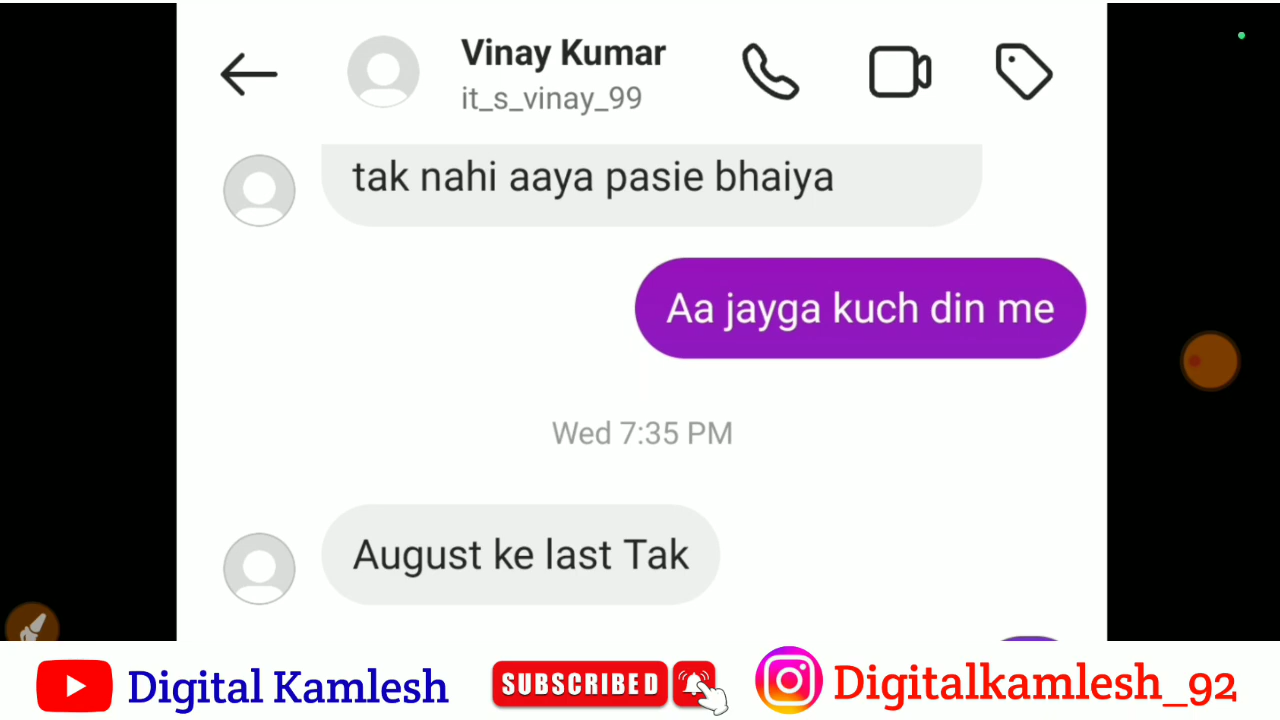 Vinay Kumar
it_s_vinay_99
tak nahi aaya pasie bhaiya
Aa jayga kuch din me
Wed 7:35 PM
August ke last Tak
Digital Kamlesh
SUBSCRIBED
Digitalkamlesh_92